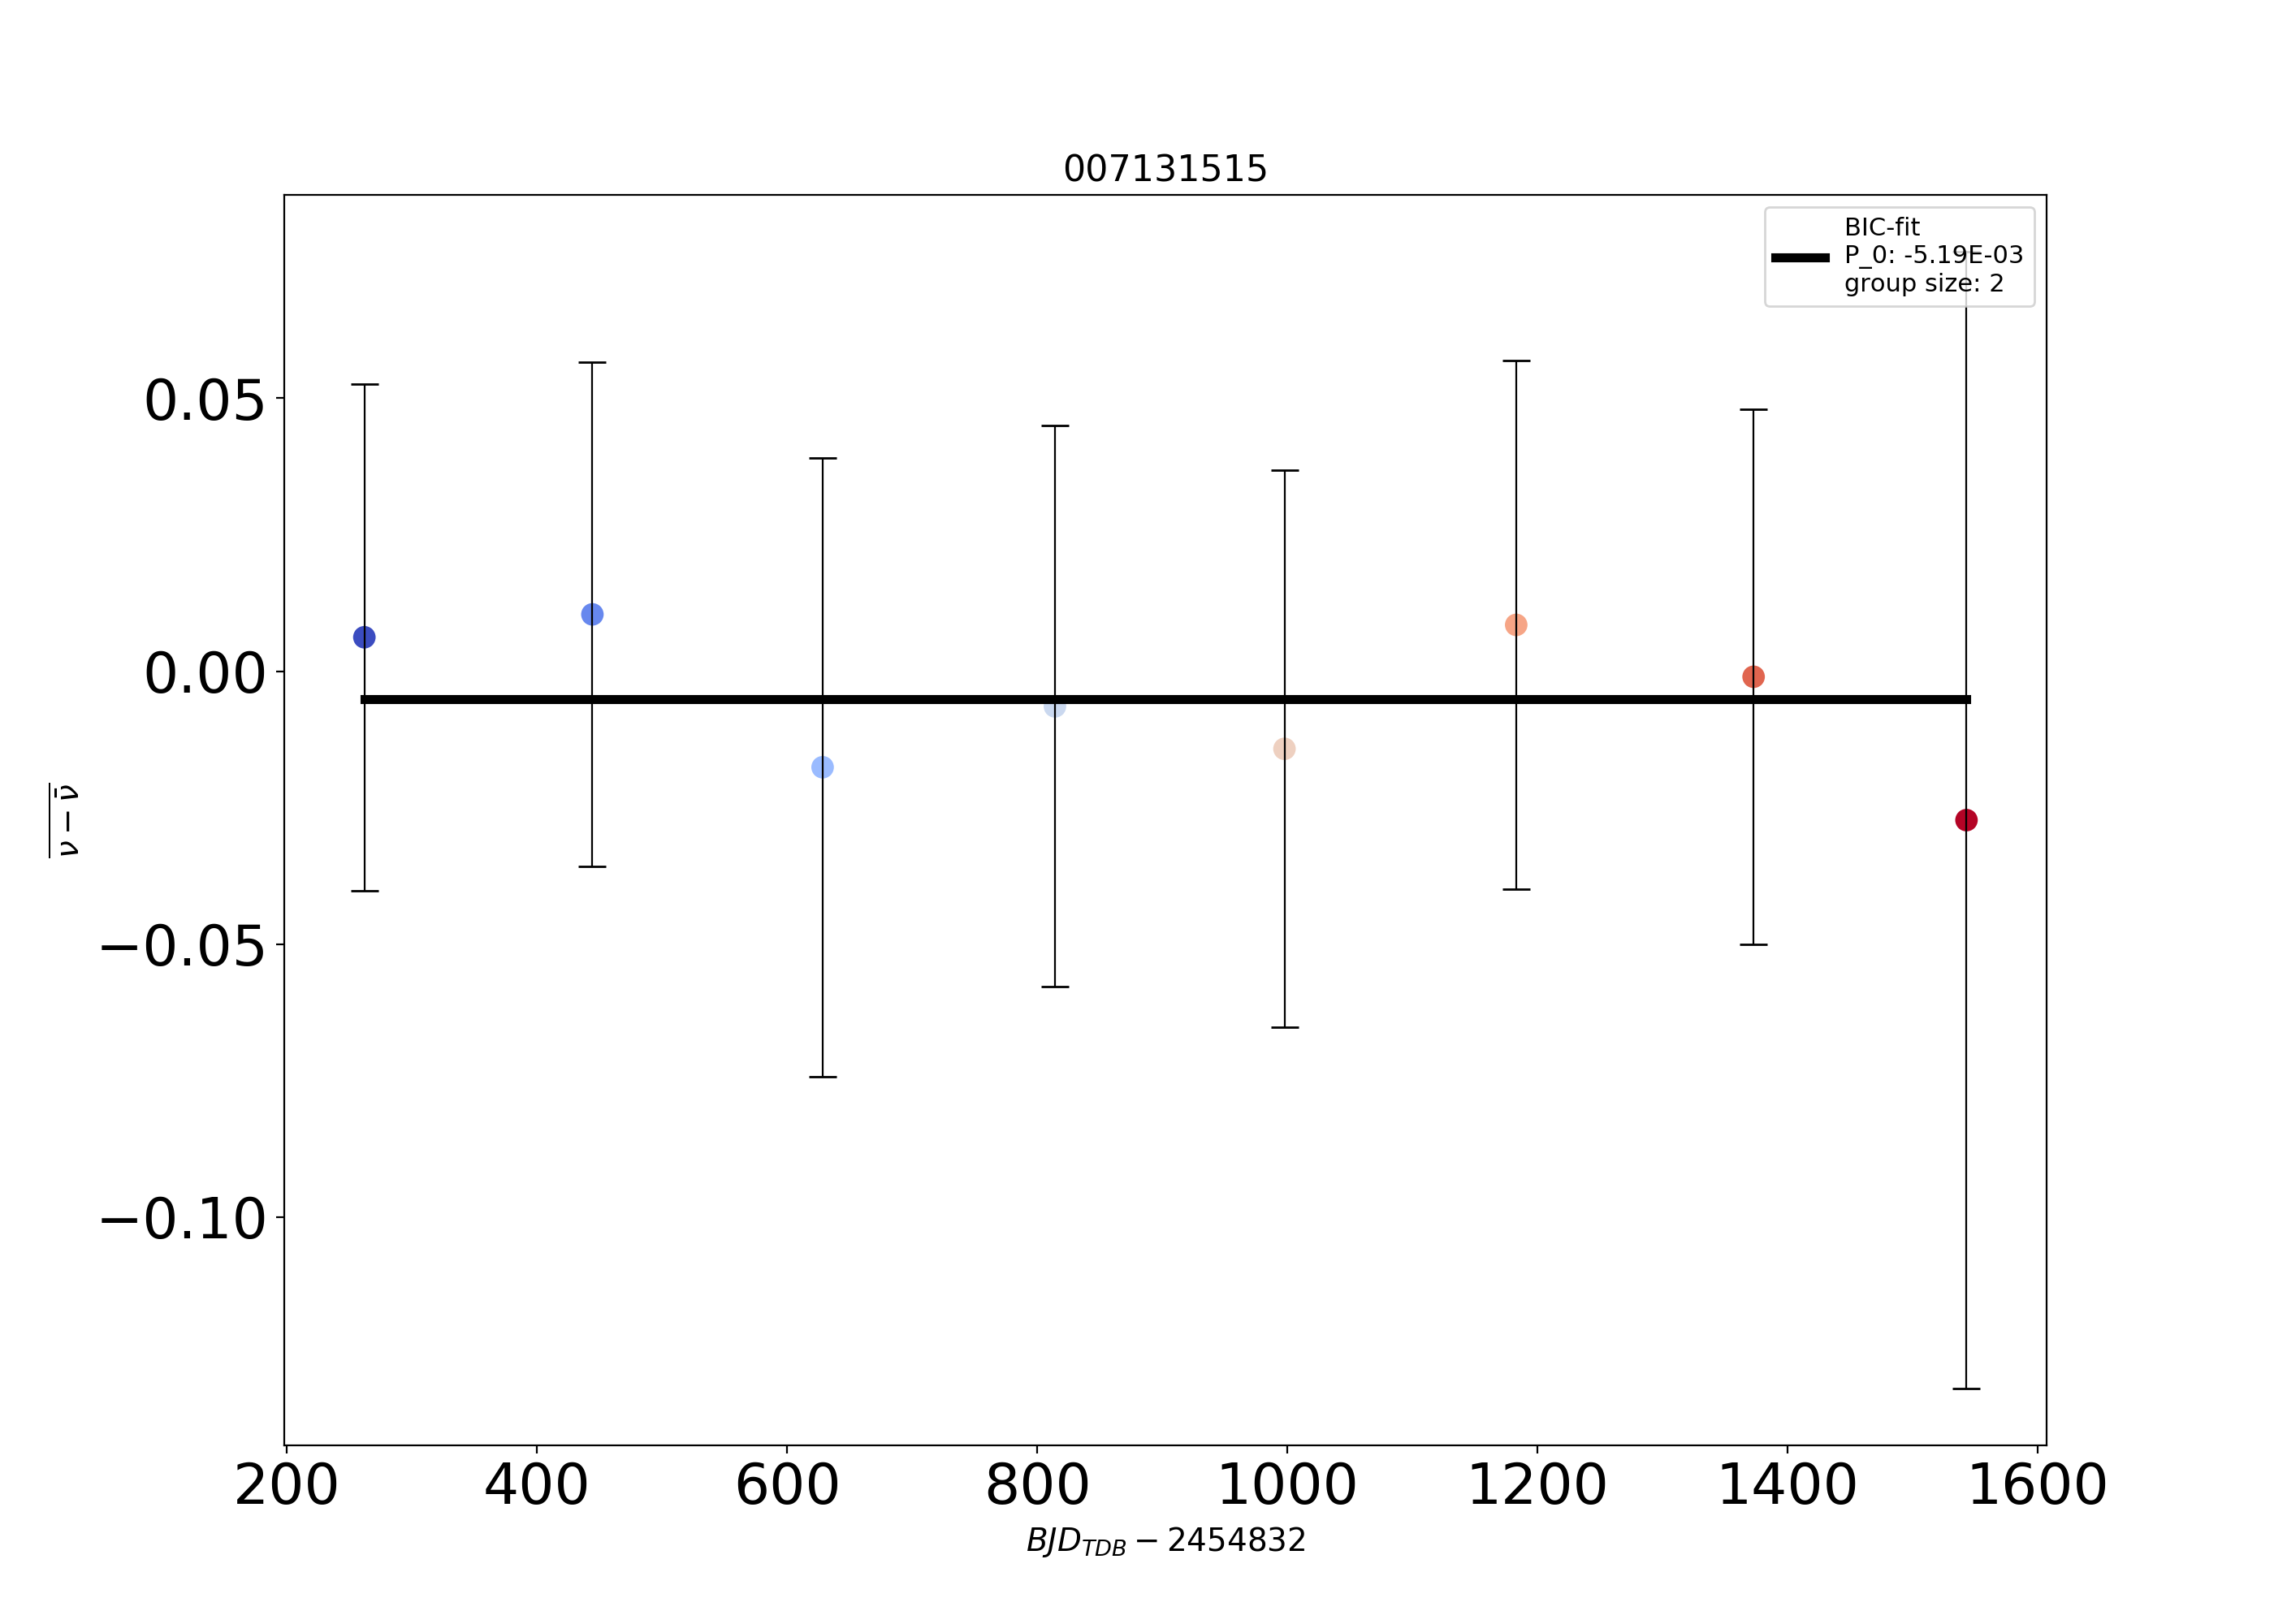 007131515
BIC-fit
P_0: -5.19E-03
group size: 2
0.05
0.00
−0.05
−0.10
ν − ν̄
200 400 600 800 1000 1200 1400 1600
BJD_TDB − 2454832